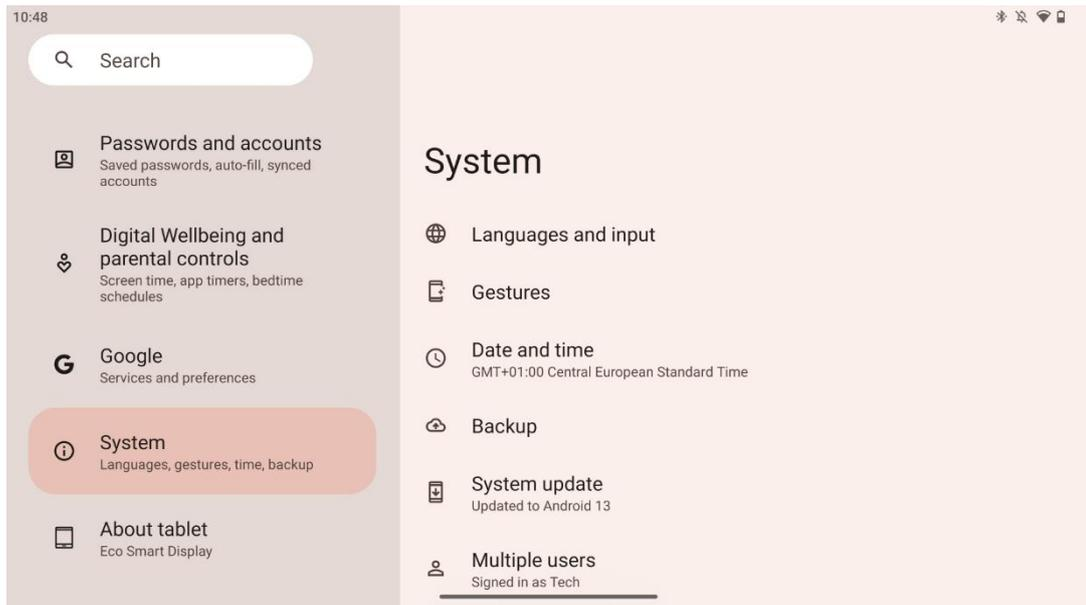 10:48
Search
Passwords and accounts
Saved passwords, auto-fill, synced
accounts
Digital Wellbeing and
parental controls
Screen time, app timers, bedtime
schedules
Google
Services and preferences
System
Languages, gestures, time, backup
About tablet
Eco Smart Display
System
Languages and input
Gestures
Date and time
GMT+01:00 Central European Standard Time
Backup
System update
Updated to Android 13
Multiple users
Signed in as Tech